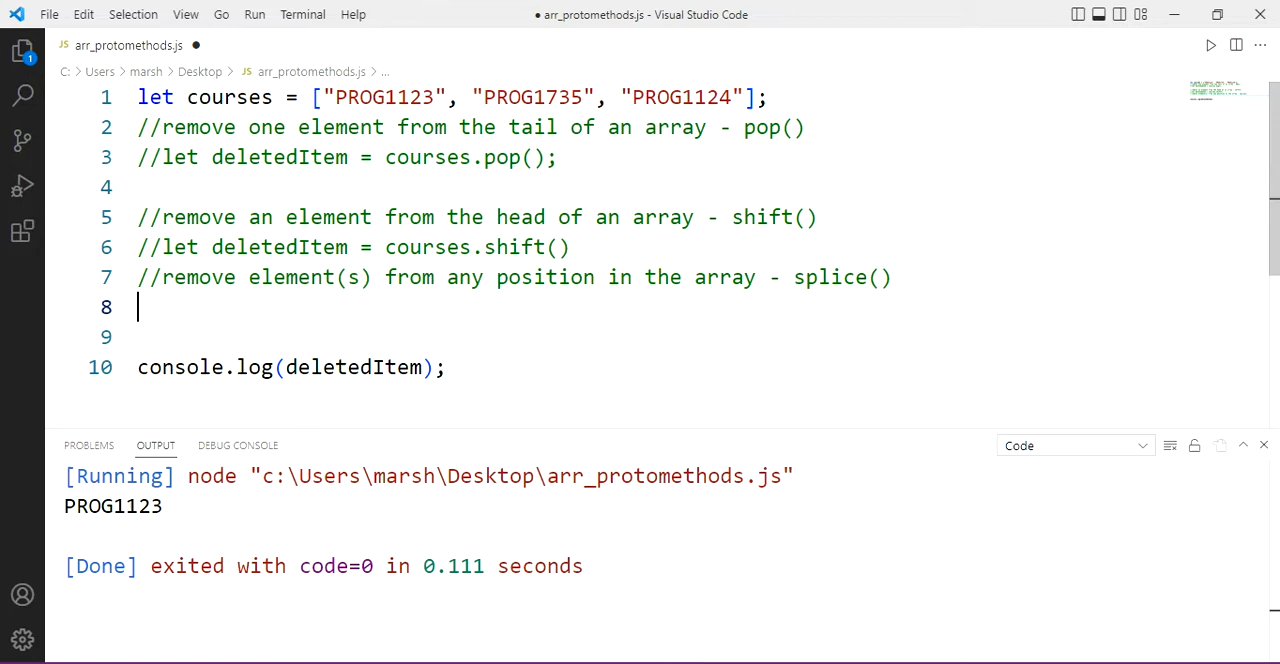 File Edit Selection View Go Run Terminal Help ● arr_protomethods.js - Visual Studio Code
JS arr_protomethods.js ●
C: > Users > marsh > Desktop > JS arr_protomethods.js > ...
1 let courses = ["PROG1123", "PROG1735", "PROG1124"];
2 //remove one element from the tail of an array - pop()
3 //let deletedItem = courses.pop();
4
5 //remove an element from the head of an array - shift()
6 //let deletedItem = courses.shift()
7 //remove element(s) from any position in the array - splice()
8
9
10 console.log(deletedItem);
PROBLEMS OUTPUT DEBUG CONSOLE Code
[Running] node "c:\Users\marsh\Desktop\arr_protomethods.js"
PROG1123
[Done] exited with code=0 in 0.111 seconds
1